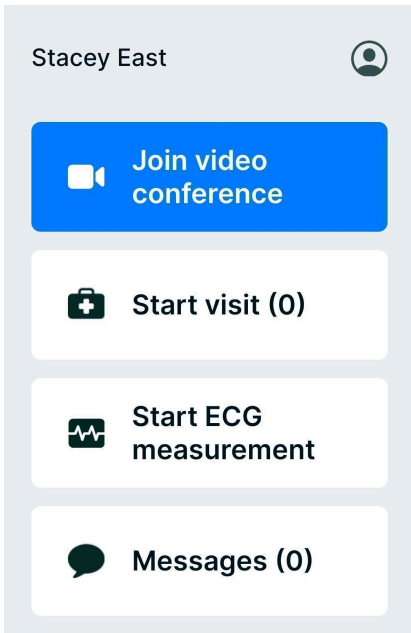 Stacey East
Join video
conference
Start visit (0)
Start ECG
measurement
Messages (0)